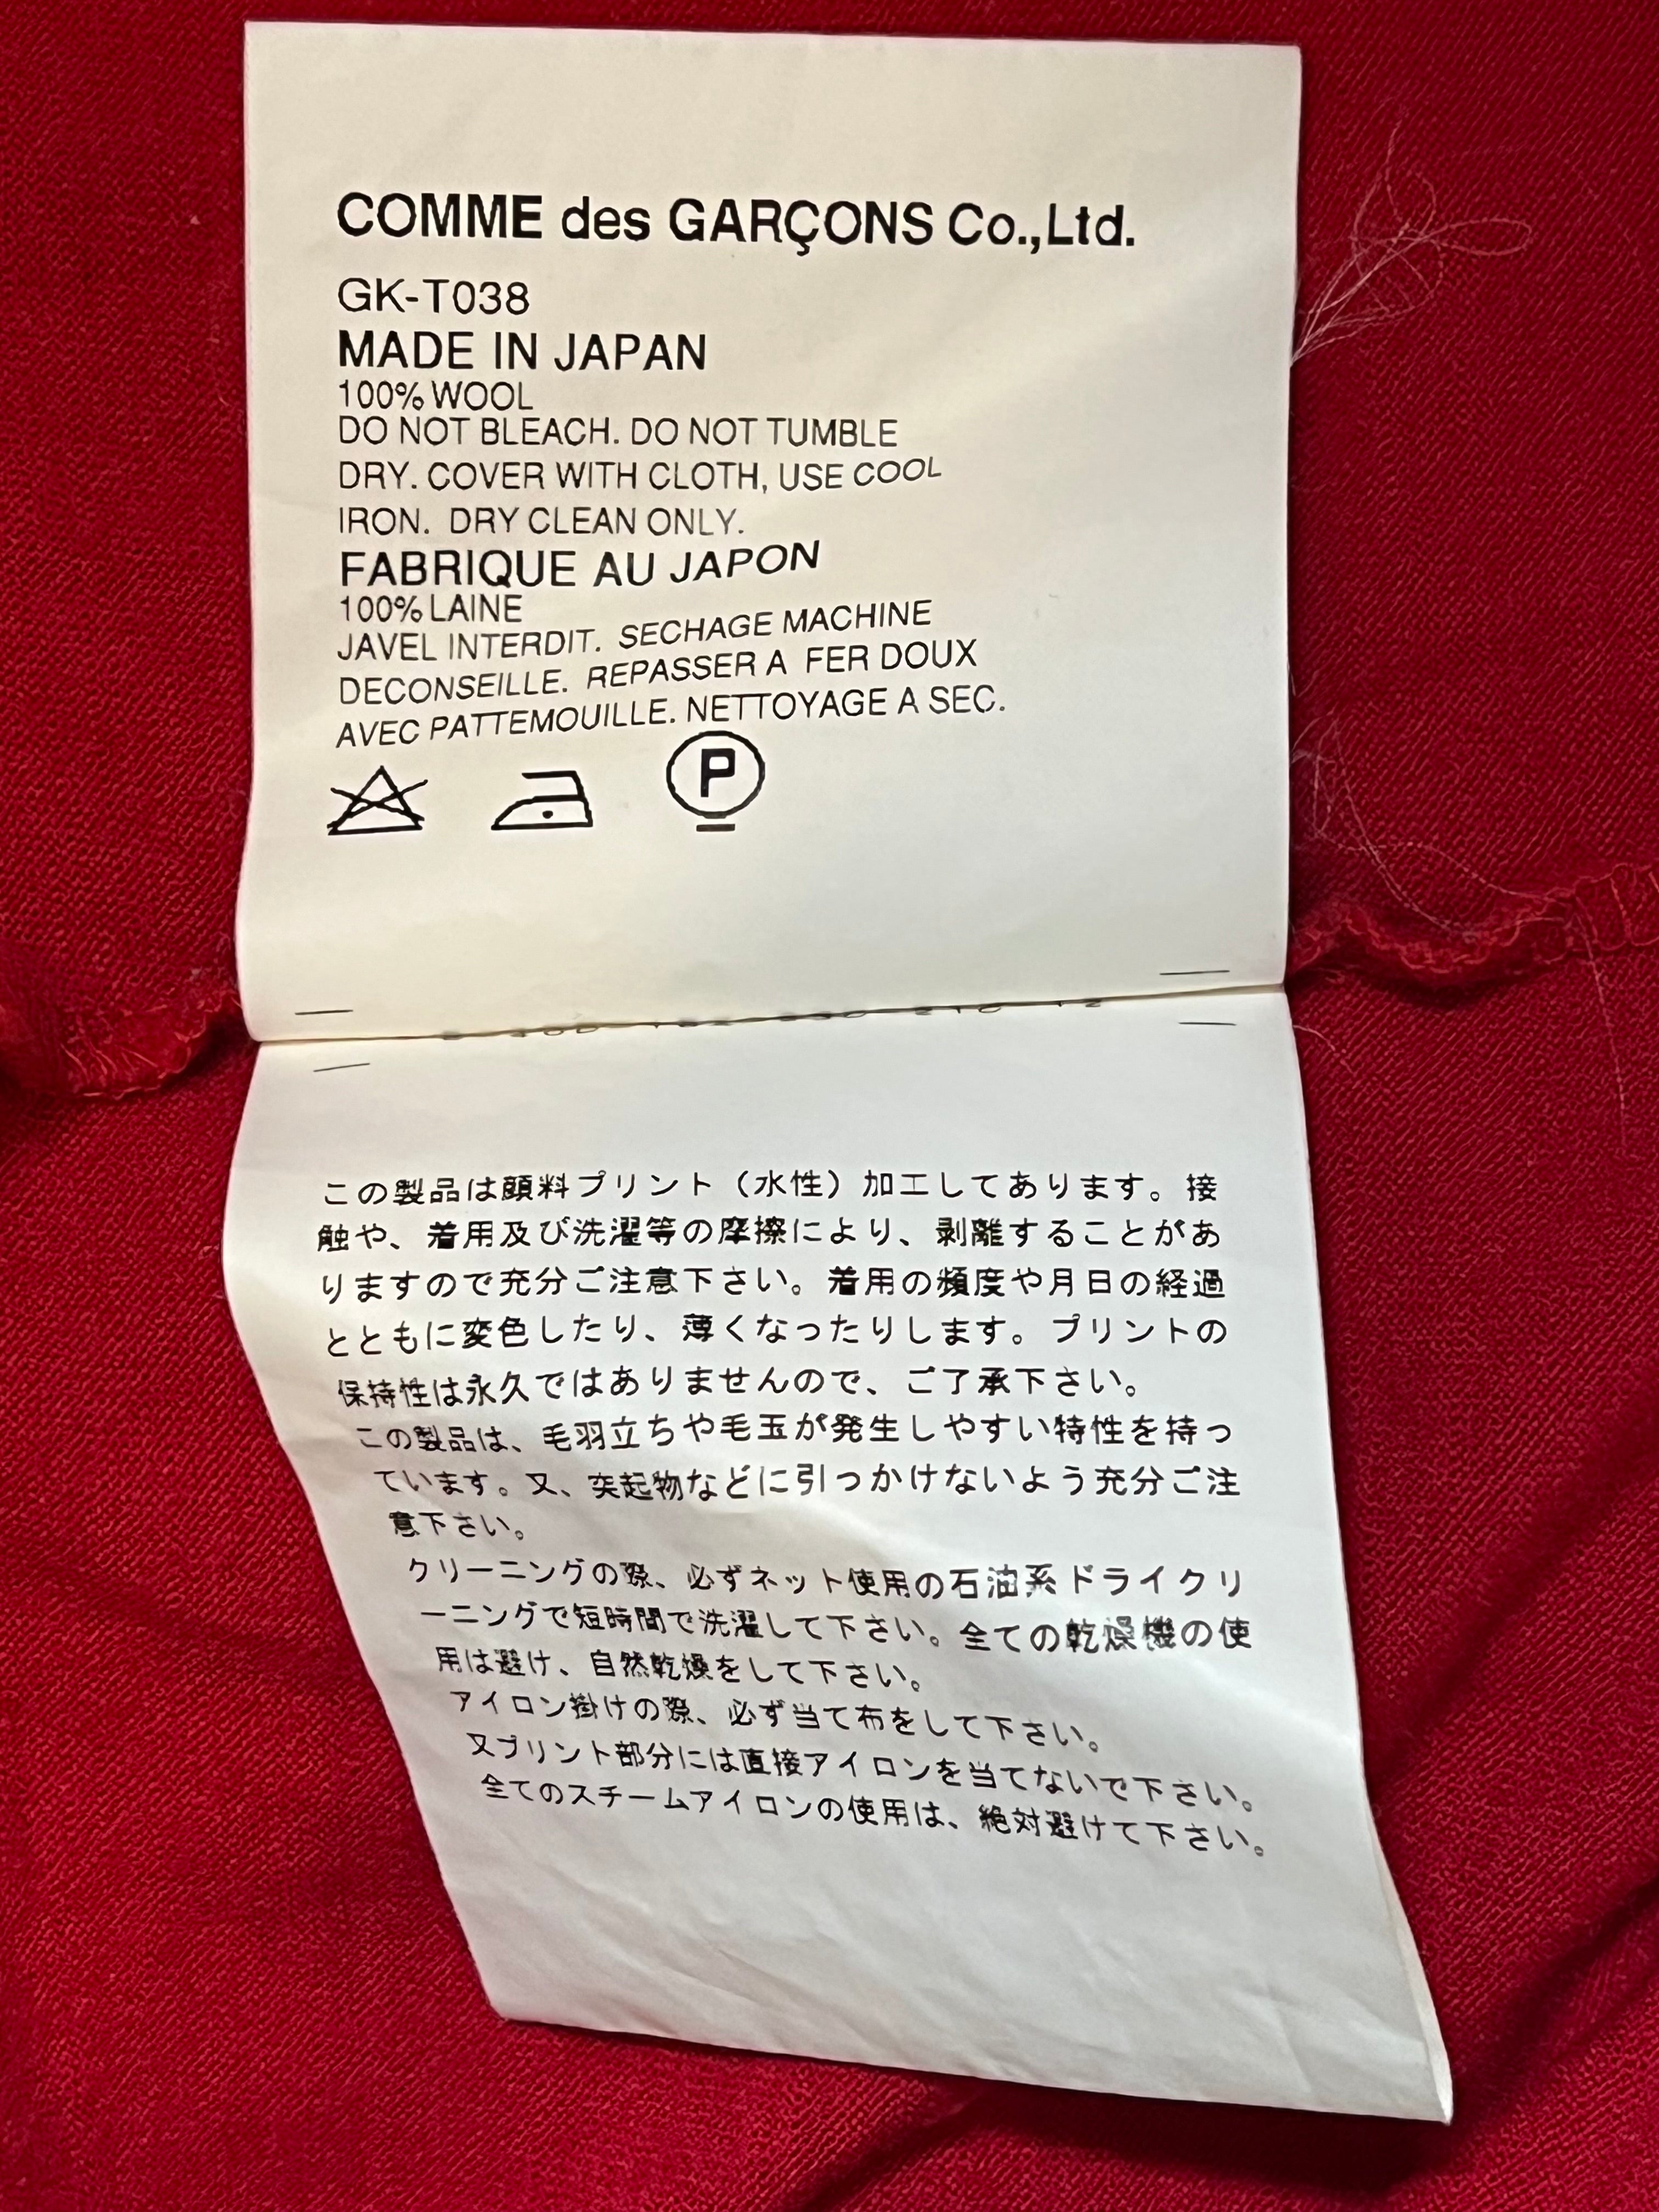 COMME des GARÇONS Co.,Ltd.
GK-T038
MADE IN JAPAN
100% WOOL
DO NOT BLEACH. DO NOT TUMBLE
DRY. COVER WITH CLOTH, USE COOL
IRON. DRY CLEAN ONLY.
FABRIQUE AU JAPON
100% LAINE
JAVEL INTERDIT. SECHAGE MACHINE
DECONSEILLE. REPASSER A FER DOUX
AVEC PATTEMOUILLE. NETTOYAGE A SEC.
P
この製品は顔料プリント（水性）加工してあります。接
触や、着用及び洗濯等の摩擦により、剥離することがあ
りますので充分ご注意下さい。着用の頻度や月日の経過
とともに変色したり、薄くなったりします。プリントの
保持性は永久ではありませんので、ご了承下さい。
この製品は、毛羽立ちや毛玉が発生しやすい特性を持っ
ています。又、突起物などに引っかけないよう充分ご注
意下さい。
クリーニングの際、必ずネット使用の石油系ドライクリ
ーニングで短時間で洗濯して下さい。全ての乾燥機の使
用は避け、自然乾燥をして下さい。
アイロン掛けの際、必ず当て布をして下さい。
又プリント部分には直接アイロンを当てないで下さい。
全てのスチームアイロンの使用は、絶対避けて下さい。